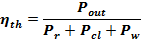 η_th = P_out / (P_r + P_cl + P_w)